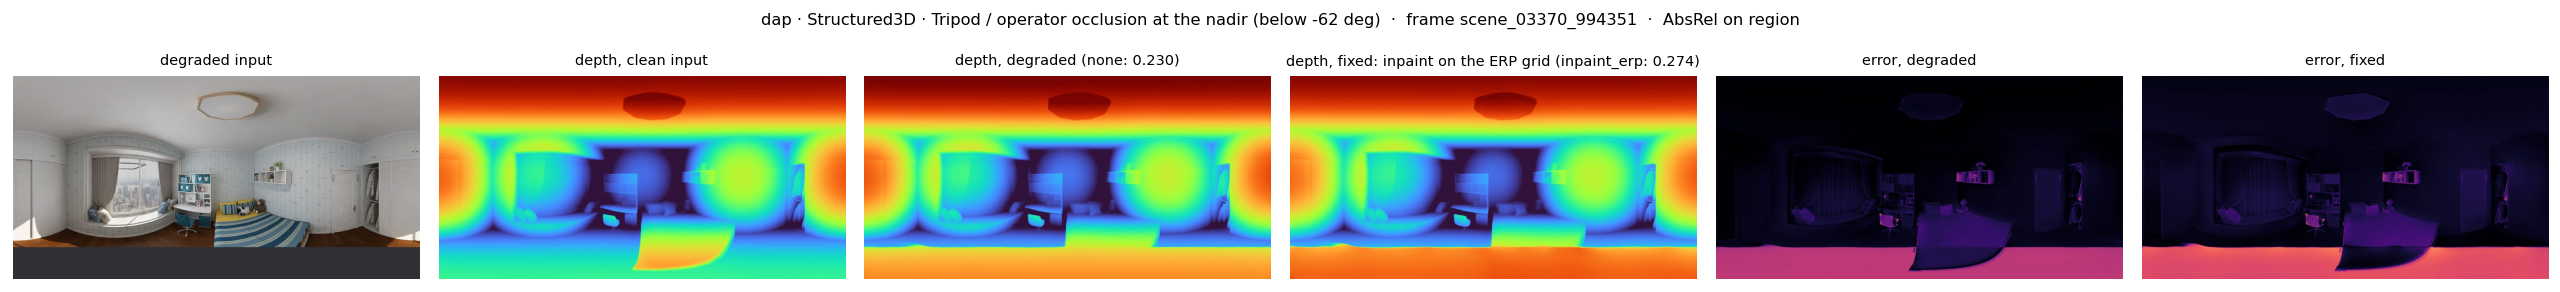 dap · Structured3D · Tripod / operator occlusion at the nadir (below -62 deg) · frame scene_03370_994351 · AbsRel on region
degraded input
depth, clean input
depth, degraded (none: 0.230)
depth, fixed: inpaint on the ERP grid (inpaint_erp: 0.274)
error, degraded
error, fixed